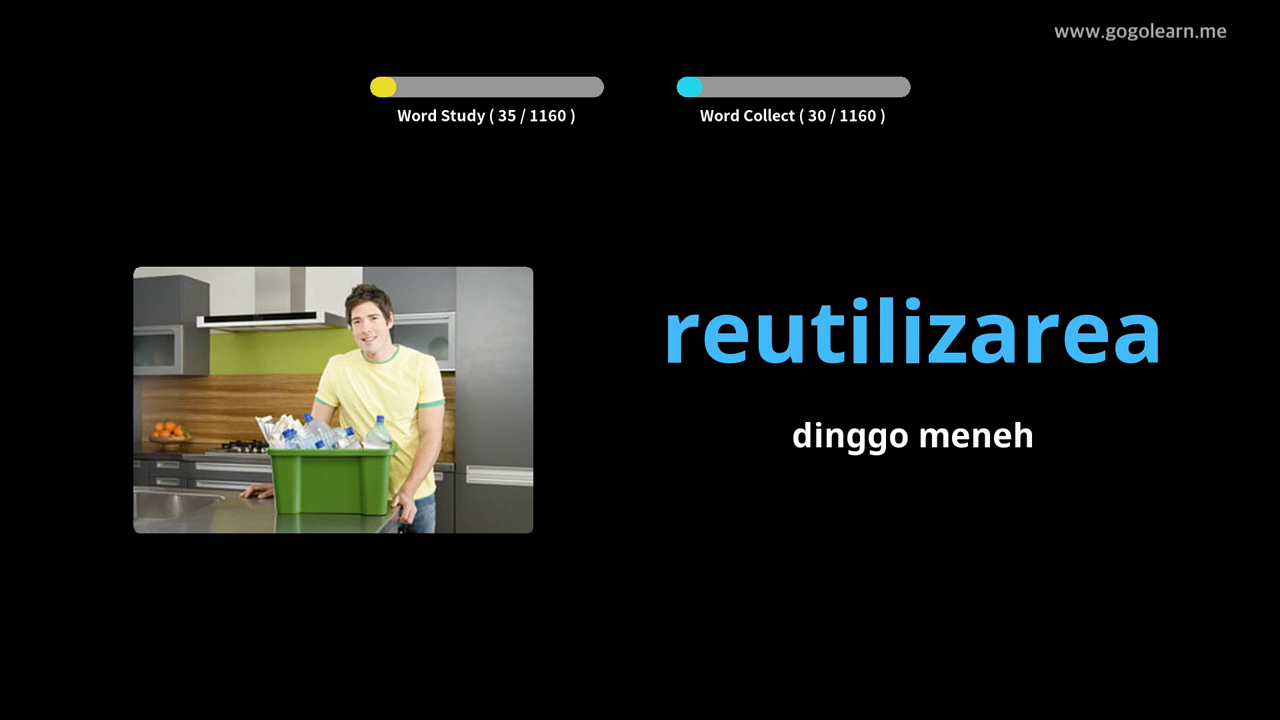 www.gogolearn.me
Word Study ( 35 / 1160 )
Word Collect ( 30 / 1160 )
reutilizarea
dinggo meneh